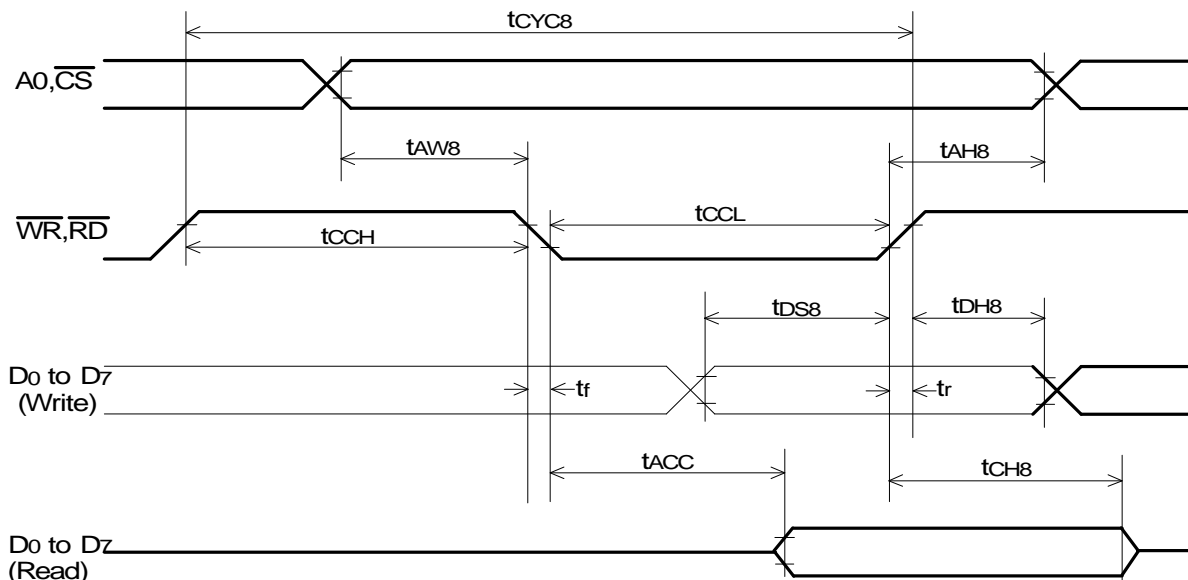 tCYC8
A0,CS
tAW8
tAH8
WR,RD
tCCH
tCCL
tDS8
tDH8
D0 to D7
(Write)
tf
tr
tACC
tCH8
D0 to D7
(Read)